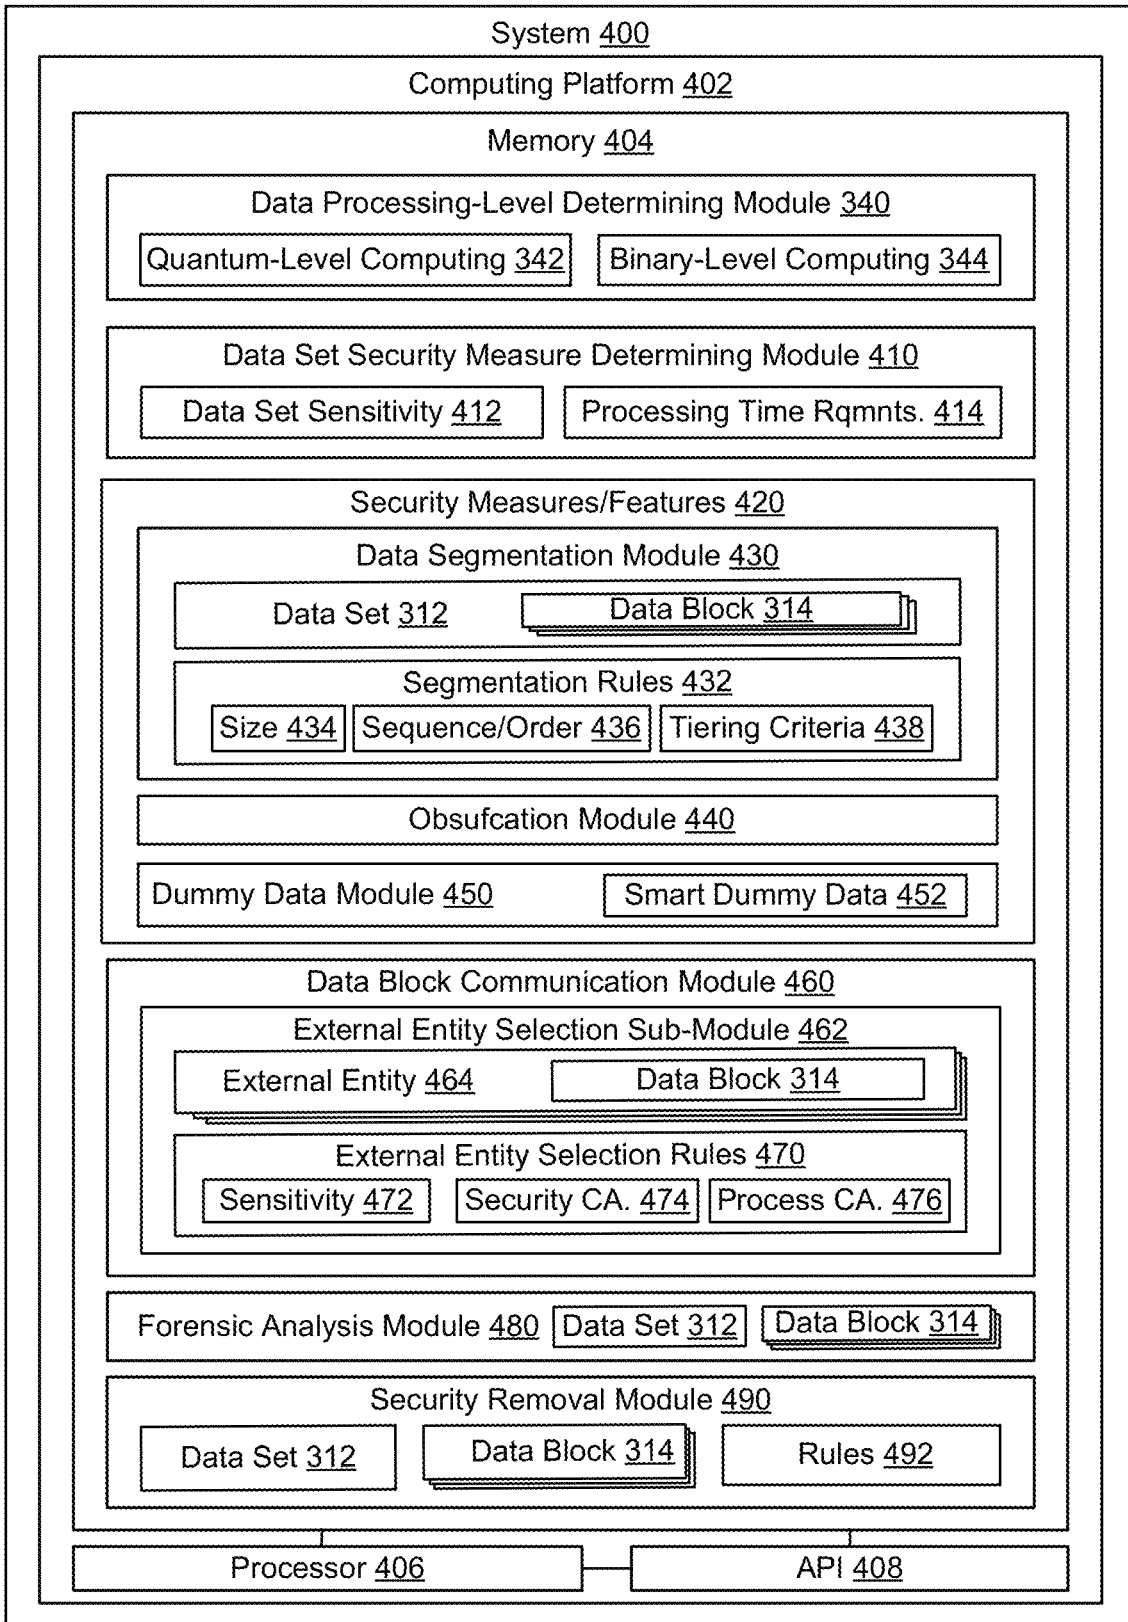 System 400
Computing Platform 402
Memory 404
Data Processing-Level Determining Module 340
Quantum-Level Computing 342 Binary-Level Computing 344
Data Set Security Measure Determining Module 410
Data Set Sensitivity 412 Processing Time Rqmnts. 414
Security Measures/Features 420
Data Segmentation Module 430
Data Set 312 Data Block 314
Segmentation Rules 432
Size 434 Sequence/Order 436 Tiering Criteria 438
Obsufcation Module 440
Dummy Data Module 450 Smart Dummy Data 452
Data Block Communication Module 460
External Entity Selection Sub-Module 462
External Entity 464 Data Block 314
External Entity Selection Rules 470
Sensitivity 472 Security CA. 474 Process CA. 476
Forensic Analysis Module 480 Data Set 312 Data Block 314
Security Removal Module 490
Data Set 312 Data Block 314 Rules 492
Processor 406 API 408